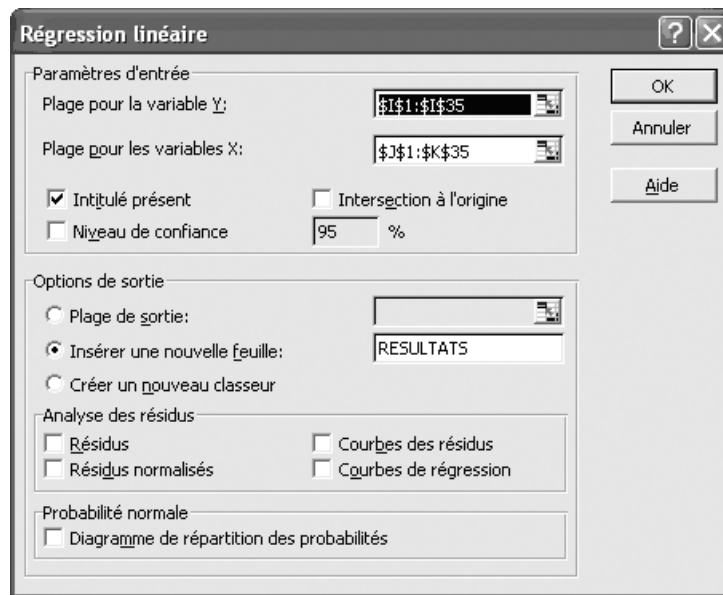 Régression linéaire
Paramètres d'entrée
Plage pour la variable Y: $I$1:$I$35
Plage pour les variables X: $J$1:$K$35
Intitulé présent Intersection à l'origine
Niveau de confiance 95 %
OK
Annuler
Aide
Options de sortie
Plage de sortie:
Insérer une nouvelle feuille: RESULTATS
Créer un nouveau classeur
Analyse des résidus
Résidus Courbes des résidus
Résidus normalisés Courbes de régression
Probabilité normale
Diagramme de répartition des probabilités